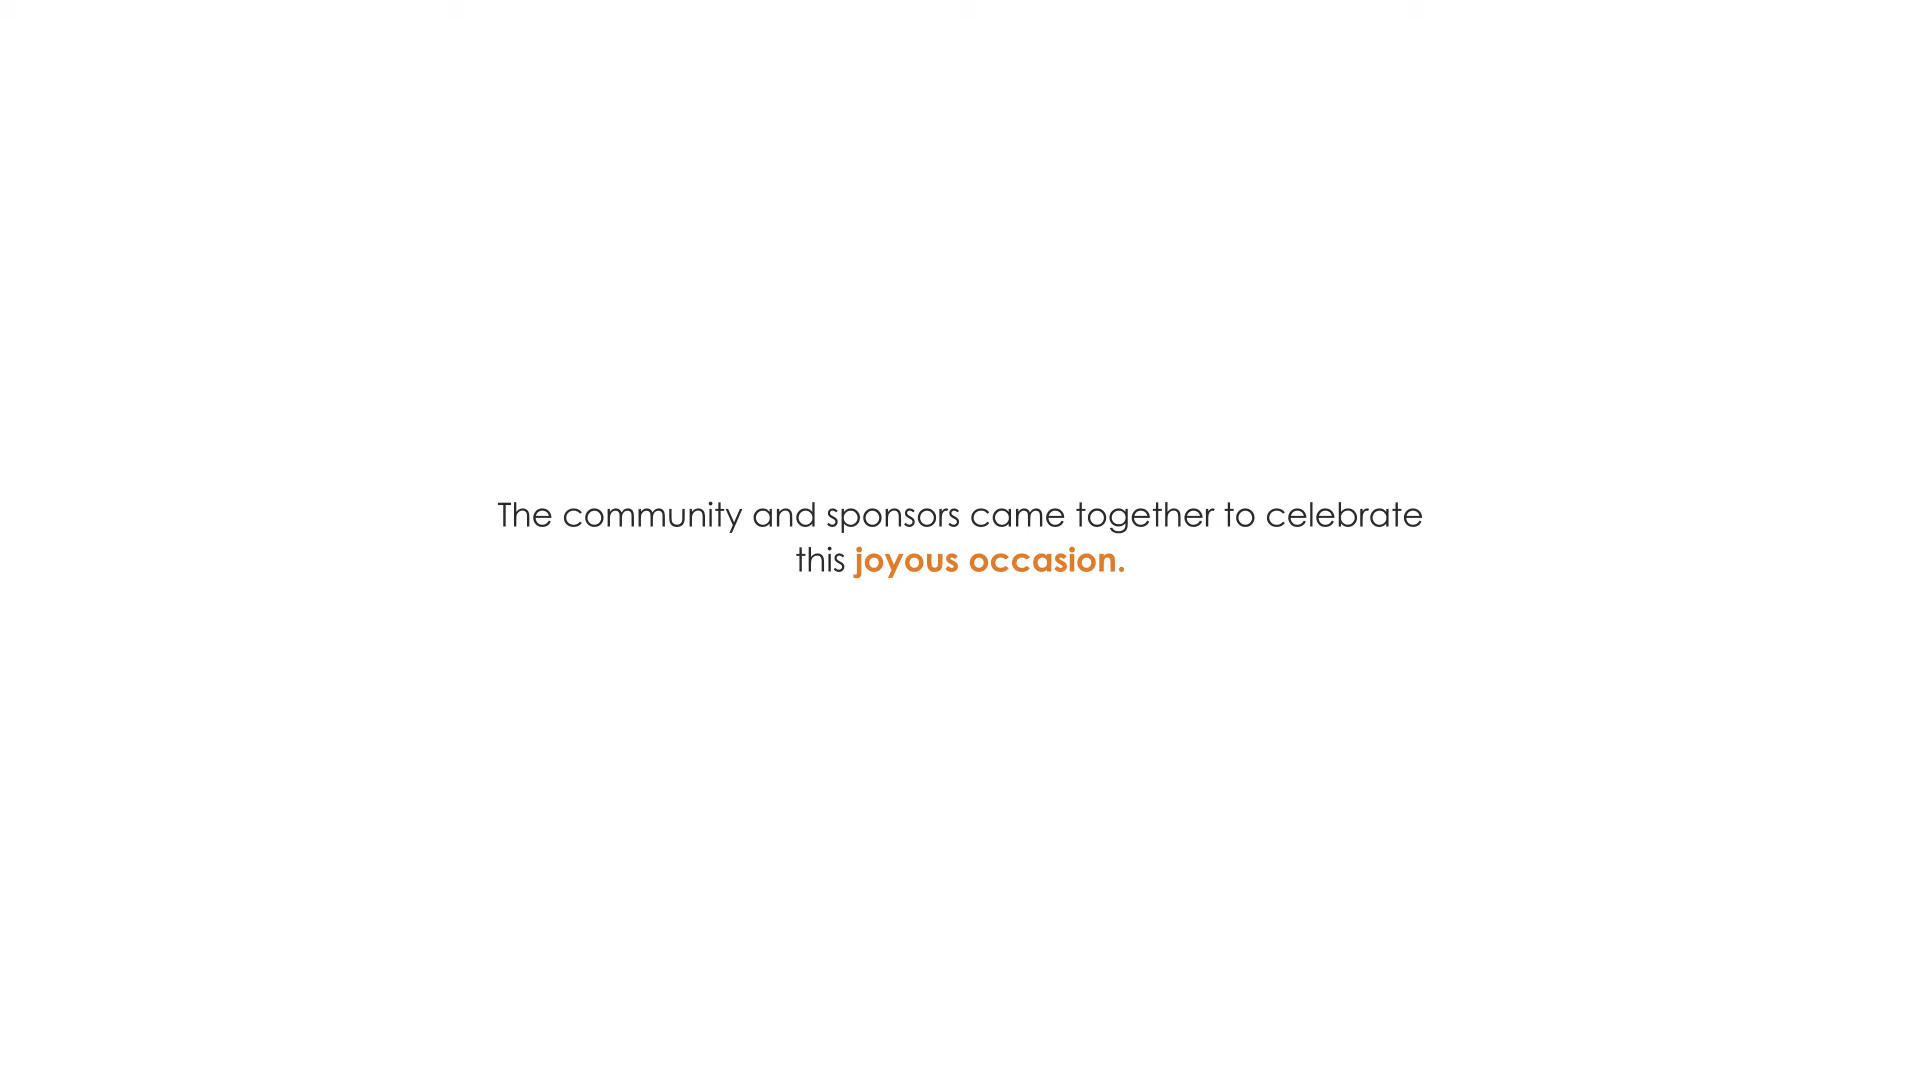 The community and sponsors came together to celebrate
this joyous occasion.